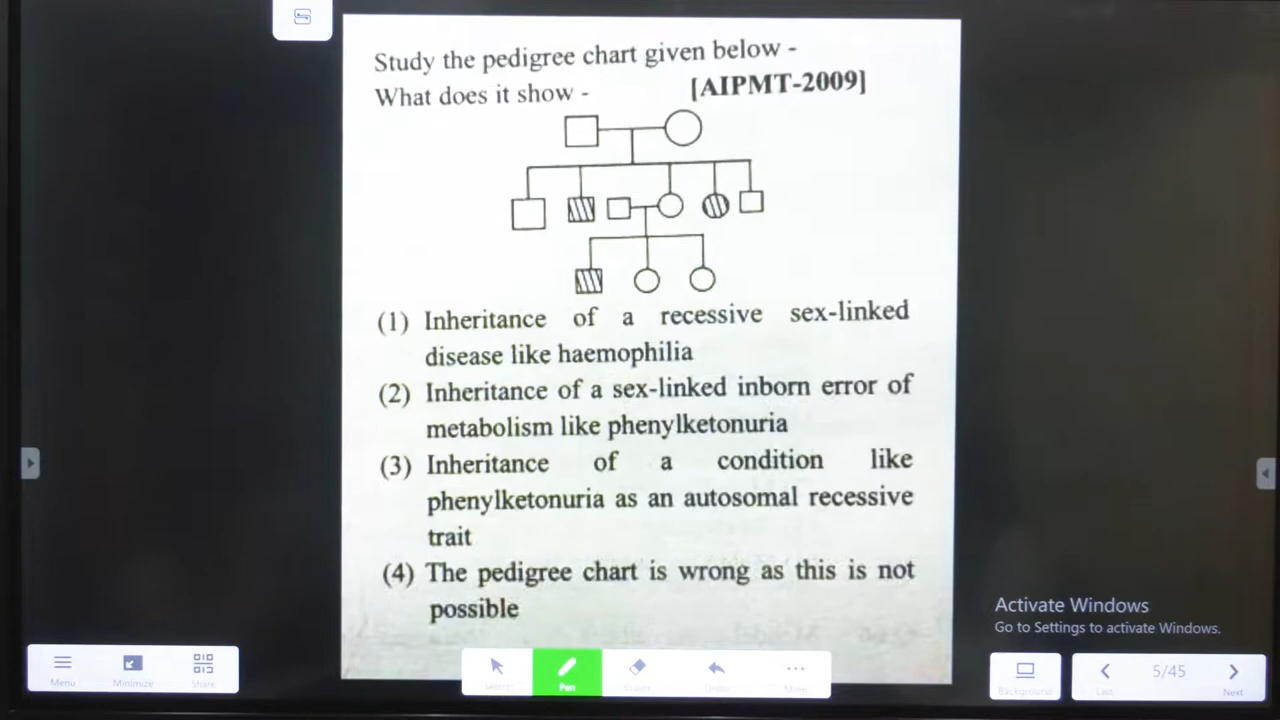 Study the pedigree chart given below -
What does it show - [AIPMT-2009]
(1) Inheritance of a recessive sex-linked
disease like haemophilia
(2) Inheritance of a sex-linked inborn error of
metabolism like phenylketonuria
(3) Inheritance of a condition like
phenylketonuria as an autosomal recessive
trait
(4) The pedigree chart is wrong as this is not
possible
Activate Windows
Go to Settings to activate Windows.
Menu
Minimize
Share
Select
Pen
Eraser
Undo
More
Background
Last
5/45
Next